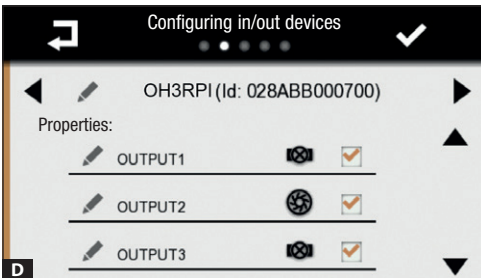 Configuring in/out devices
OH3RPI (Id: 028ABB000700)
Properties:
OUTPUT1
OUTPUT2
OUTPUT3
D